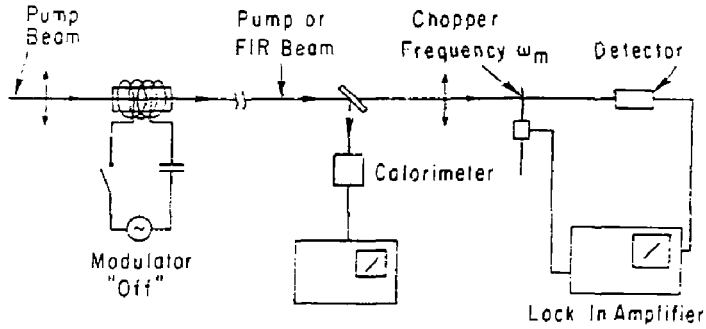 Pump
Beam
Pump or
FIR Beam
Chopper
Frequency ωm
Detector
Calorimeter
Modulator
"Off"
Lock In Amplifier